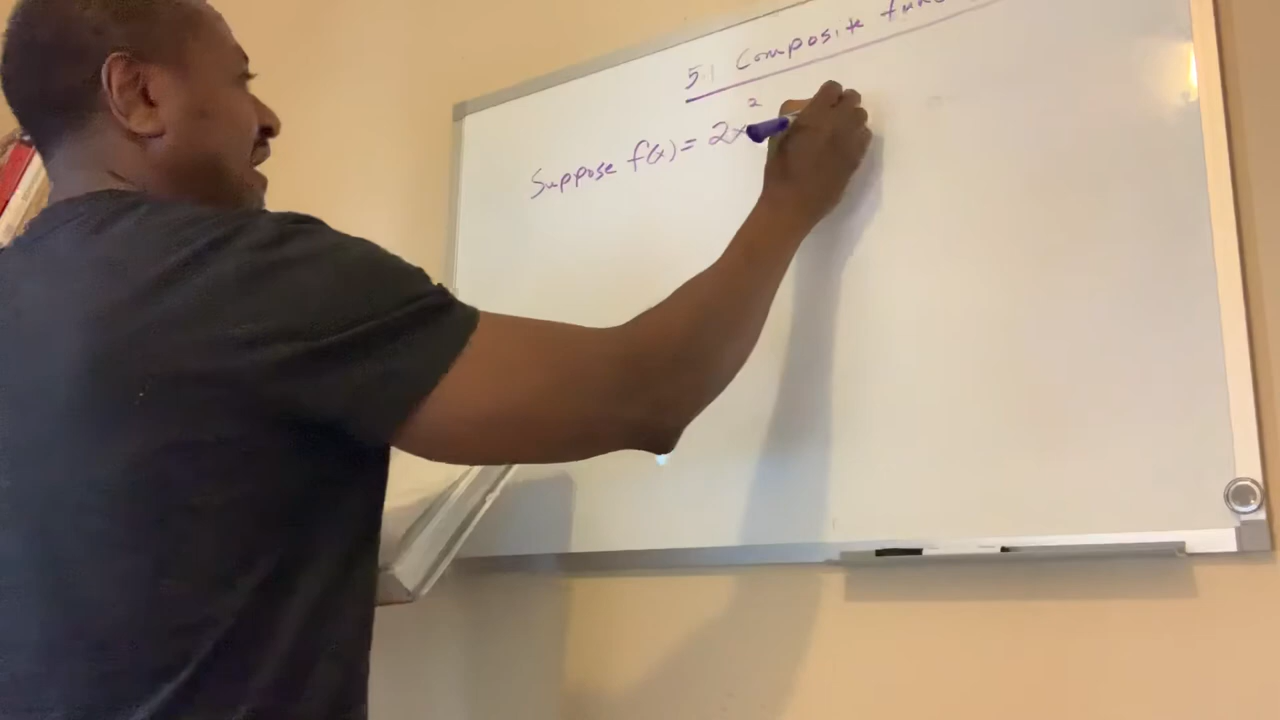 5.1 Composite
Suppose f(x) = 2x²